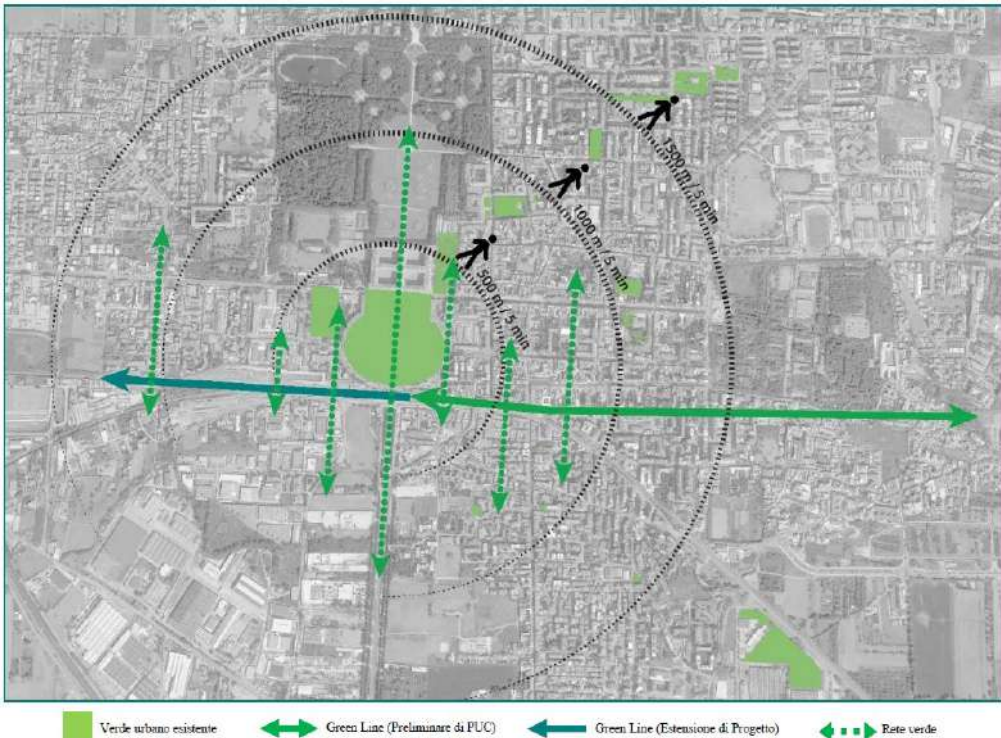 1500 m / 5 min
1000 m / 5 min
500 m / 5 min
Verde urbano esistente
Green Line (Preliminare di PUC)
Green Line (Estensione di Progetto)
Rete verde